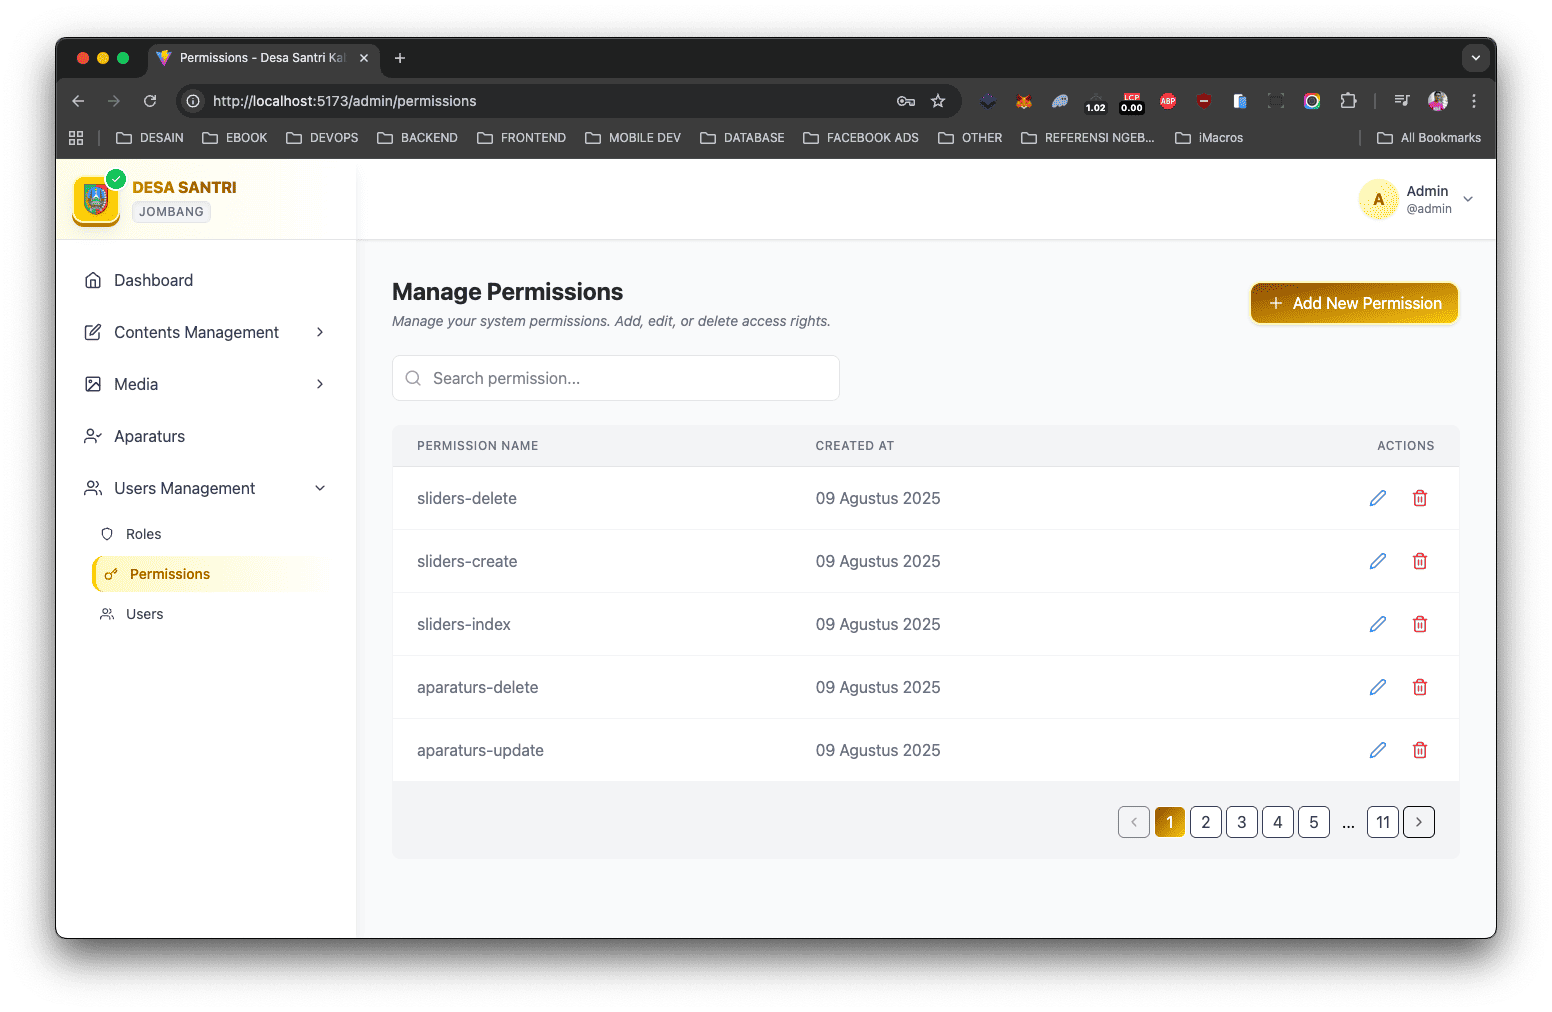 Permissions - Desa Santri Kal
http://localhost:5173/admin/permissions
1.02
LCP
0.00
ABP
DESAIN
EBOOK
DEVOPS
BACKEND
FRONTEND
MOBILE DEV
DATABASE
FACEBOOK ADS
OTHER
REFERENSI NGEB...
iMacros
All Bookmarks
DESA SANTRI
JOMBANG
A
Admin
@admin
Dashboard
Contents Management
Media
Aparaturs
Users Management
Roles
Permissions
Users
Manage Permissions
Manage your system permissions. Add, edit, or delete access rights.
Add New Permission
Search permission...
PERMISSION NAME CREATED AT ACTIONS
sliders-delete 09 Agustus 2025
sliders-create 09 Agustus 2025
sliders-index 09 Agustus 2025
aparaturs-delete 09 Agustus 2025
aparaturs-update 09 Agustus 2025
1 2 3 4 5 ... 11